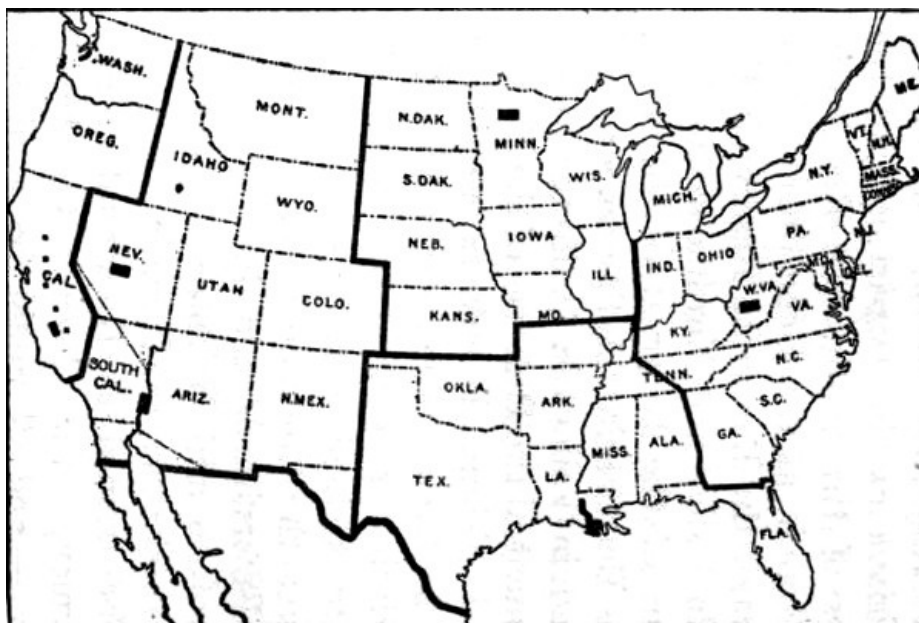 WASH.
MONT.
N.DAK.
MINN.
ME.
OREG.
IDAHO
VT.
N.H.
WIS.
MICH.
N.Y.
MASS.
CONN.
S.DAK.
WYO.
NEB.
IOWA
PA.
N.J.
NEV.
UTAH
COLO.
ILL
IND.
OHIO
DEL.
CAL.
KANS.
MO.
W.VA.
VA.
KY.
SOUTH
CAL.
ARIZ.
N.MEX.
OKLA.
ARK.
TENN.
N.C.
S.C.
MISS.
ALA.
GA.
TEX.
LA.
FLA.